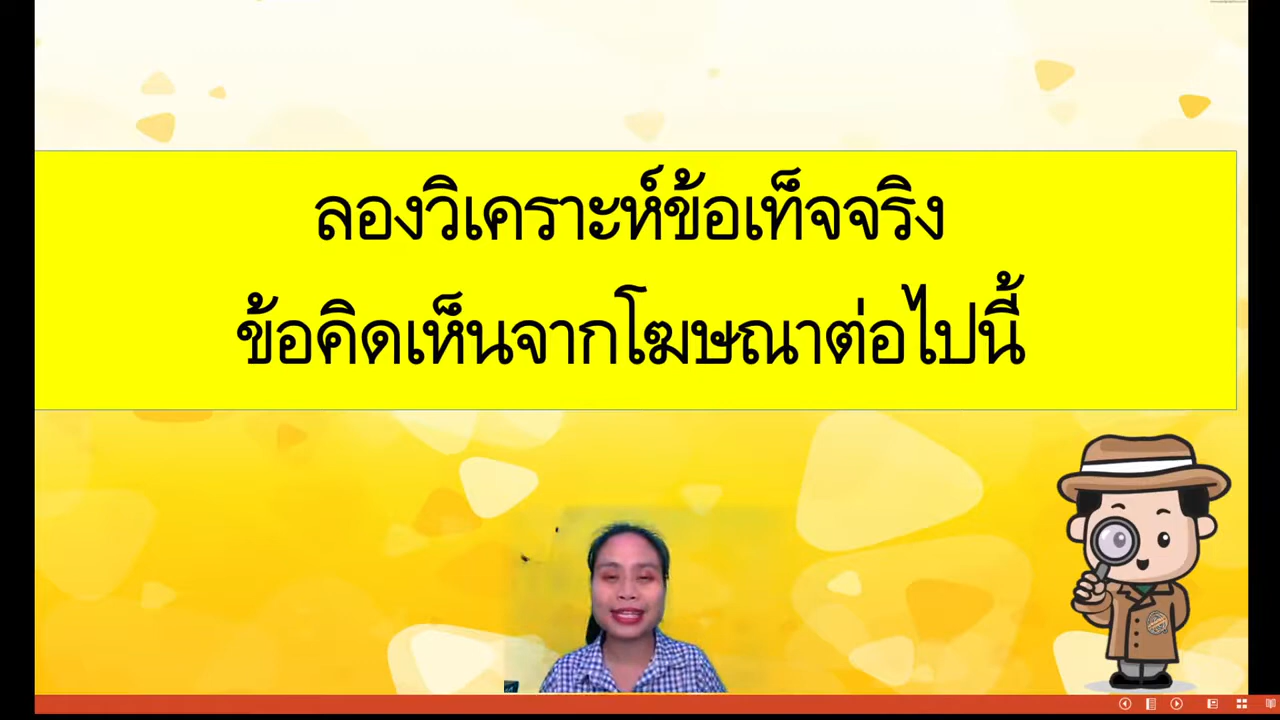 ลองวิเคราะห์ข้อเท็จจริง
ข้อคิดเห็นจากโฆษณาต่อไปนี้